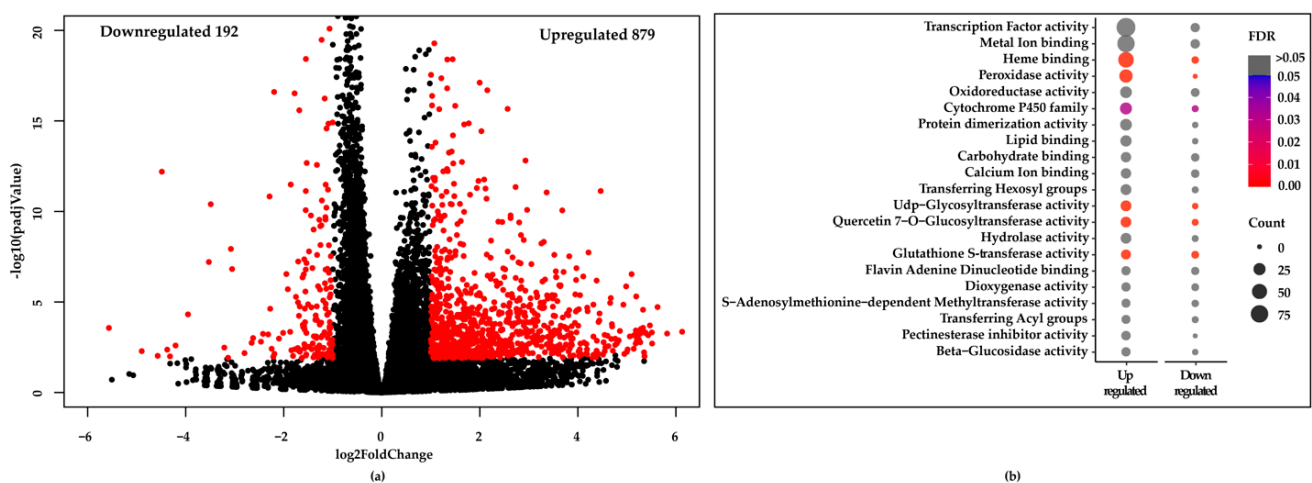 Downregulated 192
Upregulated 879
-log10(padjValue)
20
15
10
5
0
−6
−4
−2
0
2
4
6
log2FoldChange
(a)
Transcription Factor activity
Metal Ion binding
Heme binding
Peroxidase activity
Oxidoreductase activity
Cytochrome P450 family
Protein dimerization activity
Lipid binding
Carbohydrate binding
Calcium Ion binding
Transferring Hexosyl groups
Udp−Glycosyltransferase activity
Quercetin 7−O−Glucosyltransferase activity
Hydrolase activity
Glutathione S-transferase activity
Flavin Adenine Dinucleotide binding
Dioxygenase activity
S−Adenosylmethionine−dependent Methyltransferase activity
Transferring Acyl groups
Pectinesterase inhibitor activity
Beta−Glucosidase activity
Up
regulated
Down
regulated
FDR
>0.05
0.05
0.04
0.03
0.02
0.01
0.00
Count
0
25
50
75
(b)